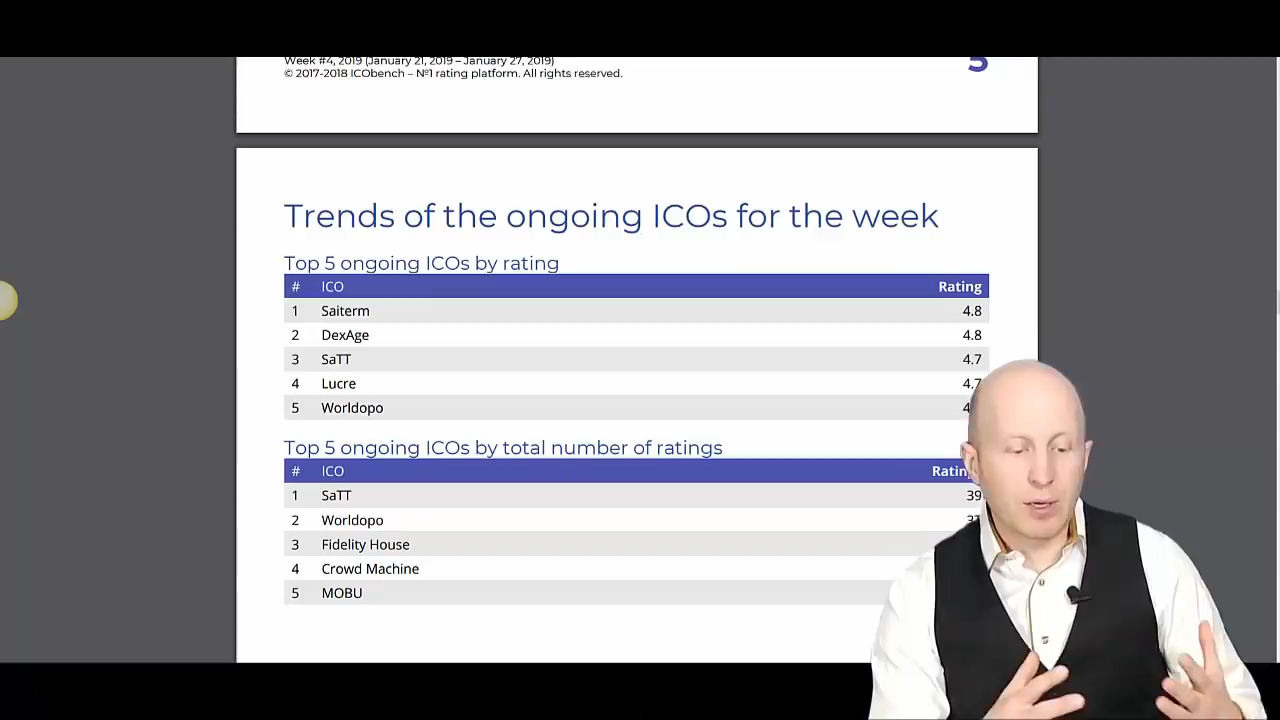 Week #4, 2019 (January 21, 2019 – January 27, 2019)
© 2017-2018 ICObench – №1 rating platform. All rights reserved.
5
Trends of the ongoing ICOs for the week
Top 5 ongoing ICOs by rating
# ICO Rating
1 Saiterm 4.8
2 DexAge 4.8
3 SaTT 4.7
4 Lucre 4.7
5 Worldopo
Top 5 ongoing ICOs by total number of ratings
# ICO
1 SaTT 39
2 Worldopo
3 Fidelity House
4 Crowd Machine
5 MOBU